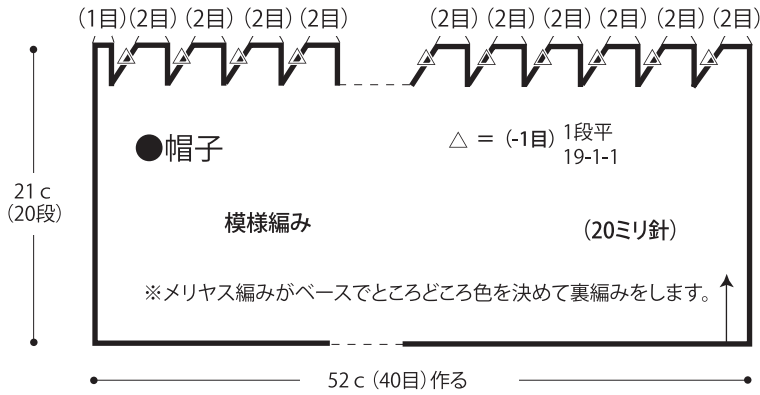 (1目)(2目)(2目)(2目)(2目) (2目)(2目)(2目)(2目)(2目)(2目)
△ = (-1目) 1段平
19-1-1
●帽子
21c
(20段)
模様編み (20ミリ針)
※メリヤス編みがベースでところどころ色を決めて裏編みをします。
52c(40目)作る